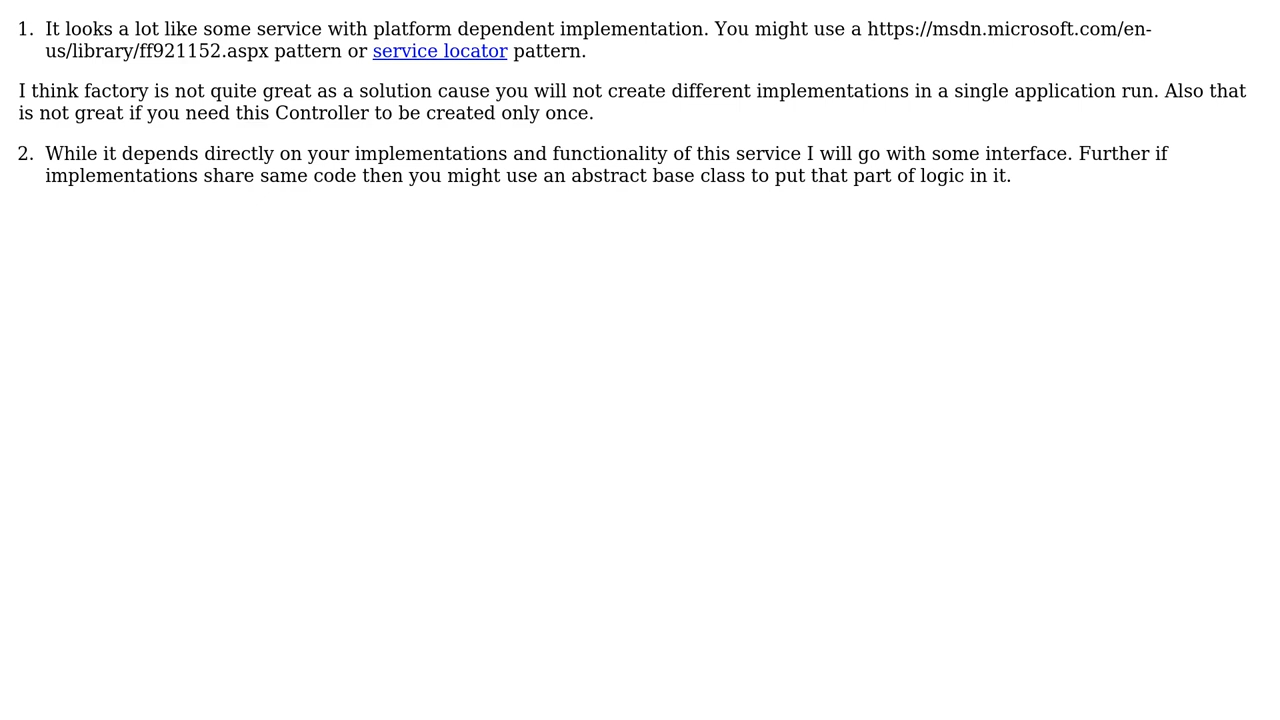 1. It looks a lot like some service with platform dependent implementation. You might use a https://msdn.microsoft.com/en-
us/library/ff921152.aspx pattern or service locator pattern.
I think factory is not quite great as a solution cause you will not create different implementations in a single application run. Also that
is not great if you need this Controller to be created only once.
2. While it depends directly on your implementations and functionality of this service I will go with some interface. Further if
implementations share same code then you might use an abstract base class to put that part of logic in it.